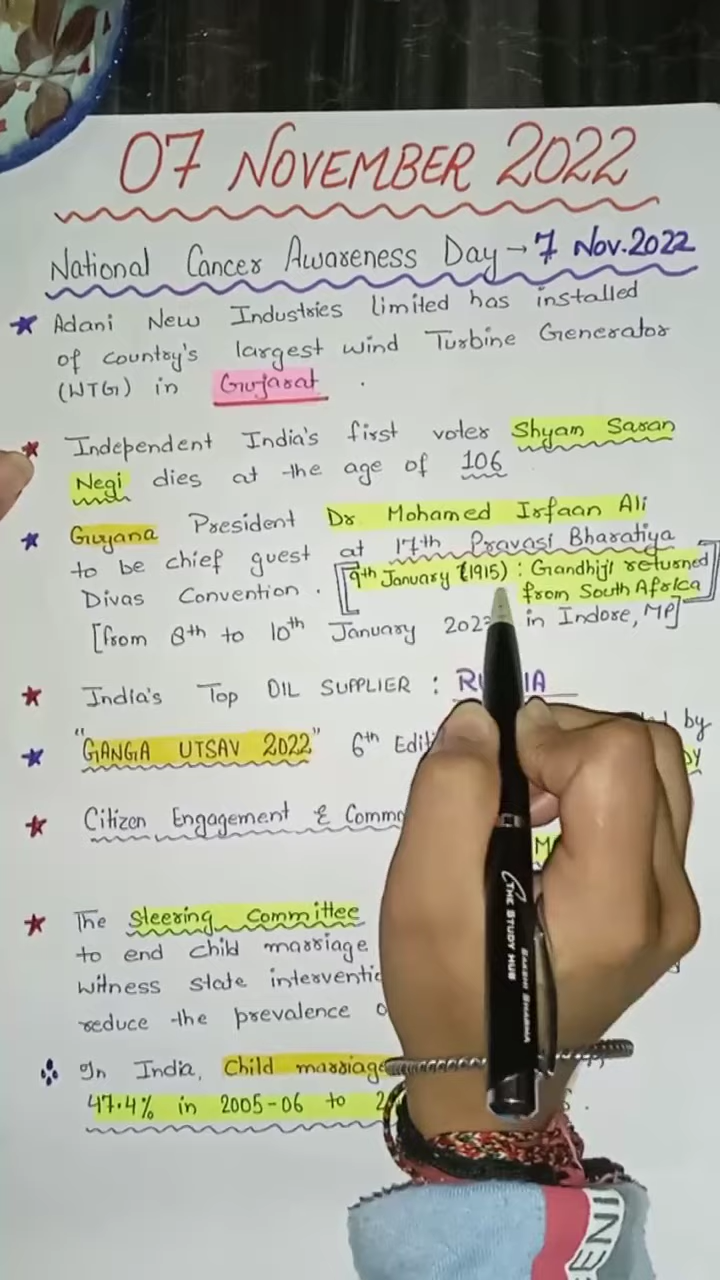 07 NOVEMBER 2022
National Cancer Awareness Day → 7 Nov.2022
Adani New Industries limited has installed
of country's largest wind Turbine Generator
(WTG) in Gujarat .
Independent India's first voter Shyam Saran
Negi dies at the age of 106
Guyana President Dr Mohamed Irfaan Ali
to be chief guest at 17th Pravasi Bharatiya
Divas Convention . [9th January (1915) : Gandhiji returned
from South Africa]
[from 8th to 10th January 202 in Indore, MP]
India's Top OIL SUPPLIER : 
"GANGA UTSAV 2022" 6th by
Citizen Engagement &
The Steering Committee
to end child marriage
witness state
reduce the prevalence
In India, Child
47.4% in 2005-06 to
THE STUDY HUB
SAKSHI SHARMA